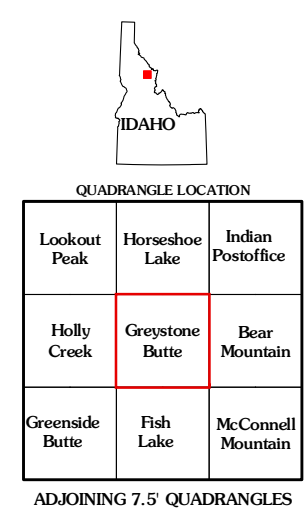 IDAHO
QUADRANGLE LOCATION
Lookout Peak
Horseshoe Lake
Indian Postoffice
Holly Creek
Greystone Butte
Bear Mountain
Greenside Butte
Fish Lake
McConnell Mountain
ADJOINING 7.5' QUADRANGLES